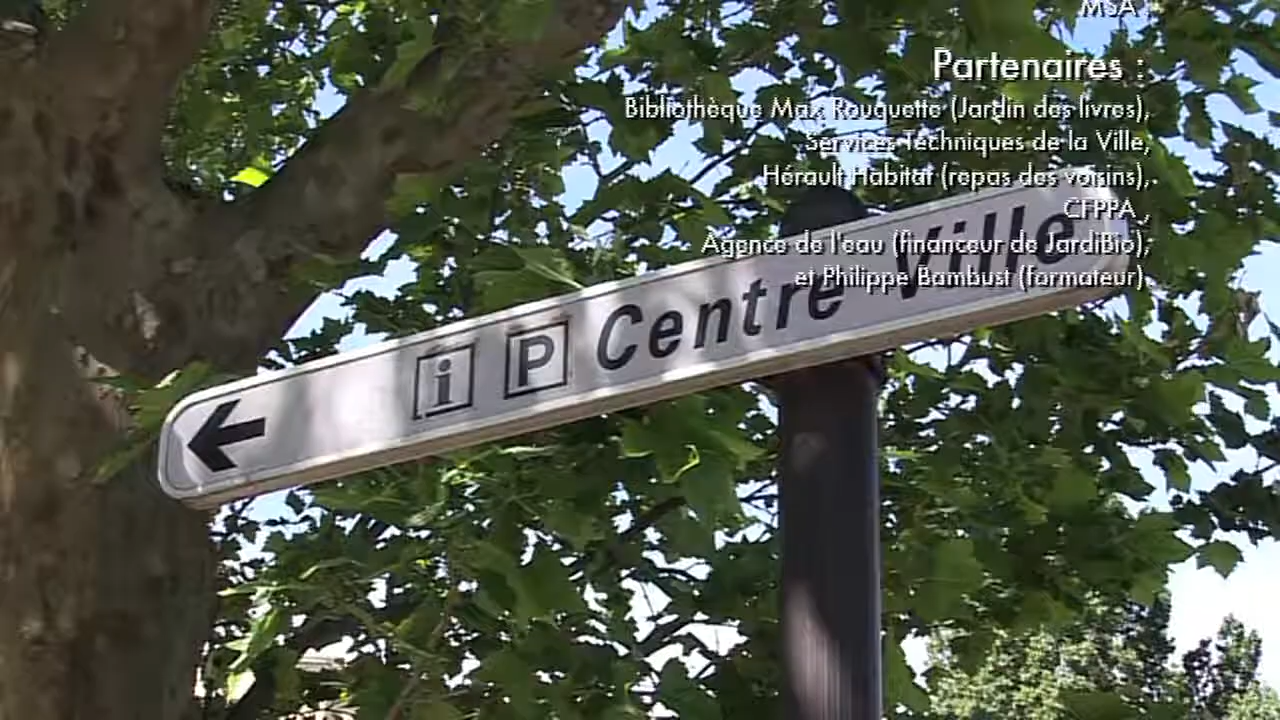 MSA
Partenaires :
Bibliothèque Max Rouquette (Jardin des livres),
Services Techniques de la Ville,
Hérault Habitat (repas des voisins),
CFPPA,
Agence de l'eau (financeur de JardiBio),
et Philippe Bambust (formateur)
i P Centre Ville